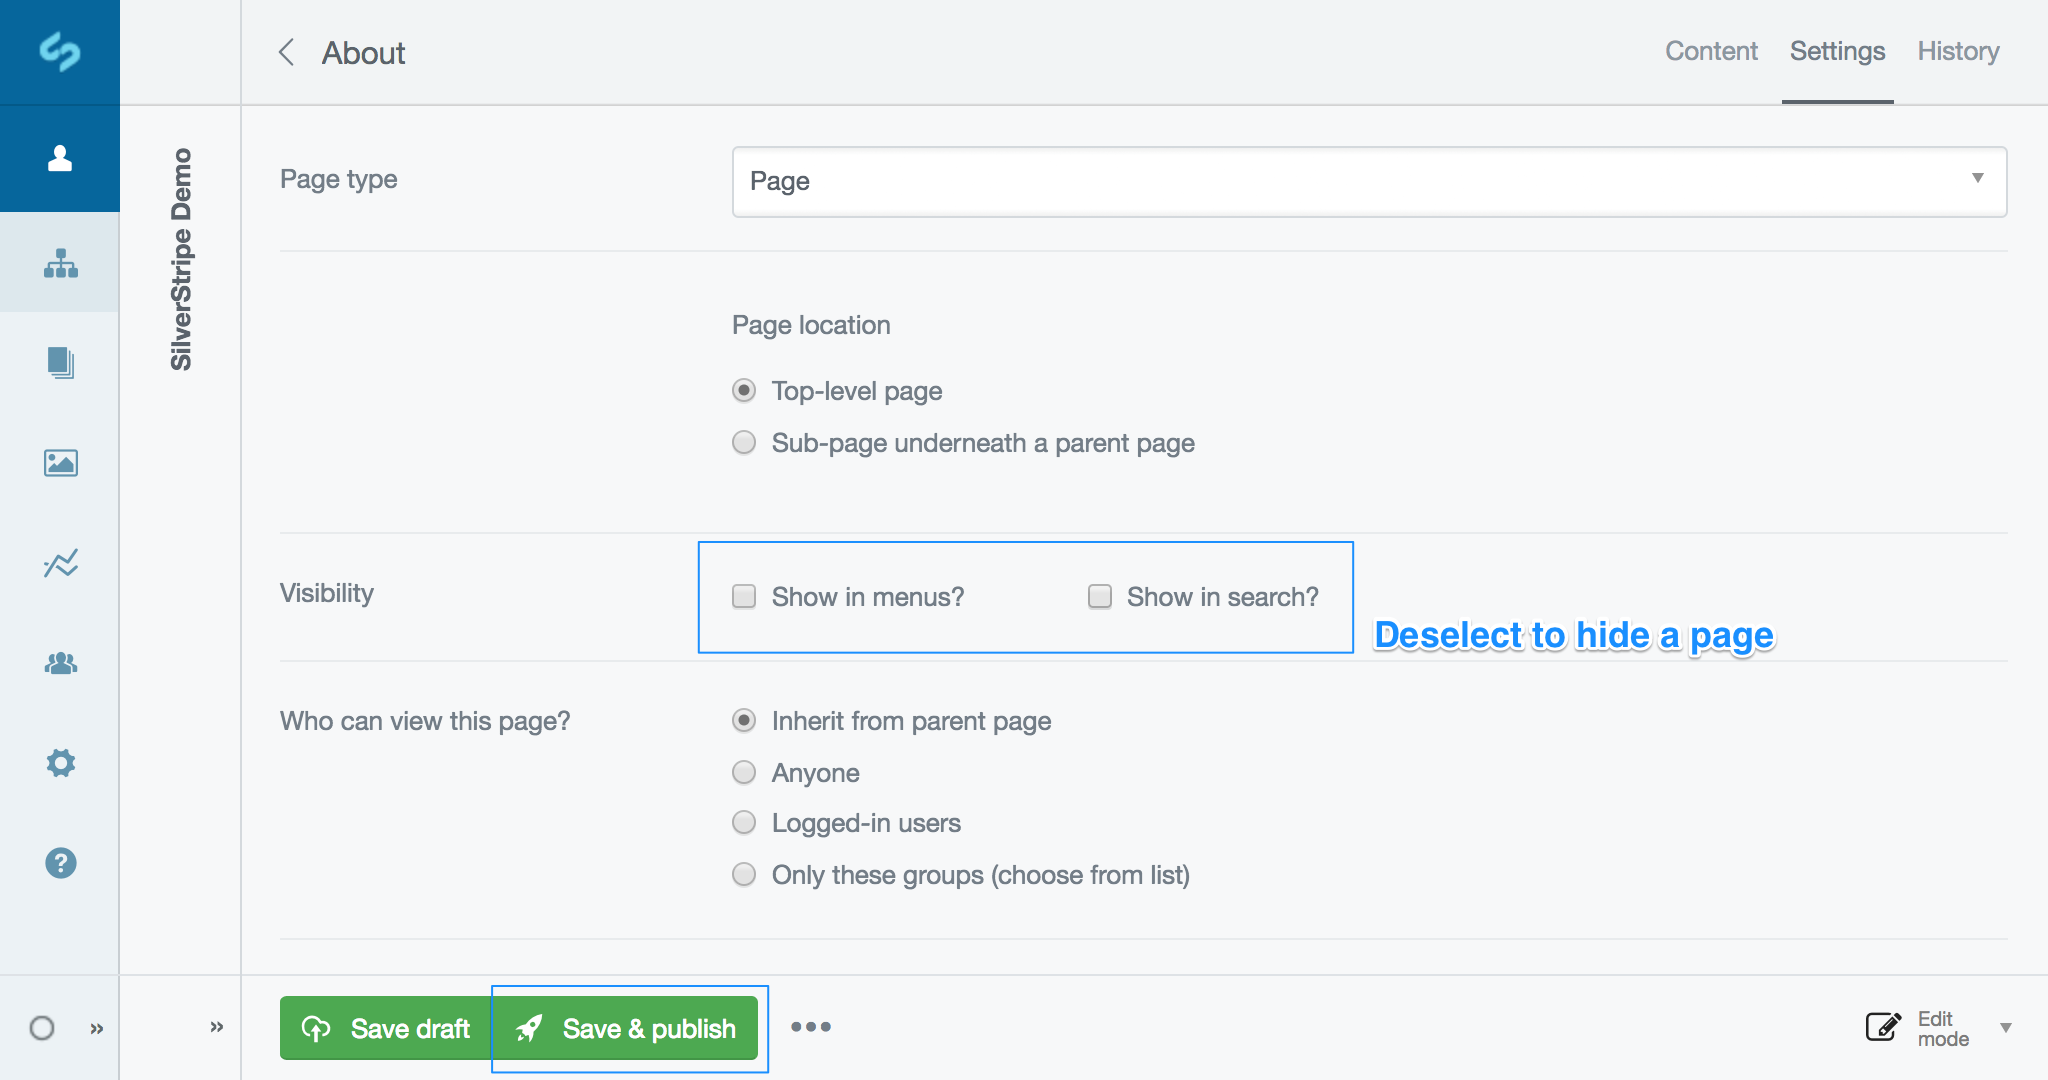 About
Content
Settings
History
SilverStripe Demo
Page type
Page
Page location
Top-level page
Sub-page underneath a parent page
Visibility
Show in menus?
Show in search?
Deselect to hide a page
Who can view this page?
Inherit from parent page
Anyone
Logged-in users
Only these groups (choose from list)
»
»
Save draft
Save & publish
•••
Edit
mode